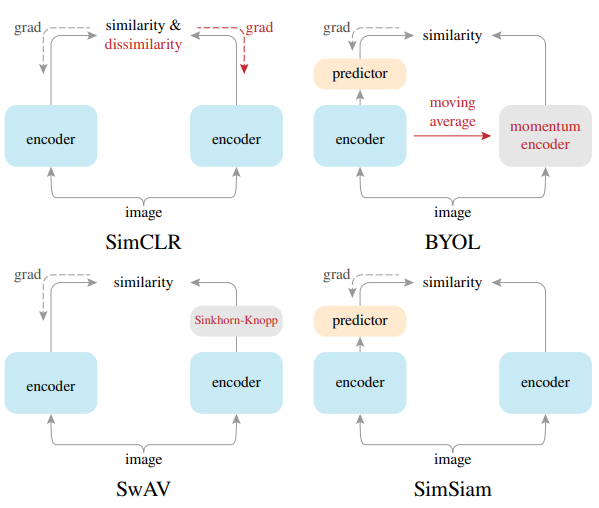 grad
similarity &
dissimilarity
grad
encoder
encoder
image
SimCLR
grad
similarity
predictor
encoder
moving
average
momentum
encoder
image
BYOL
grad
similarity
Sinkhorn-Knopp
encoder
encoder
image
SwAV
grad
similarity
predictor
encoder
encoder
image
SimSiam